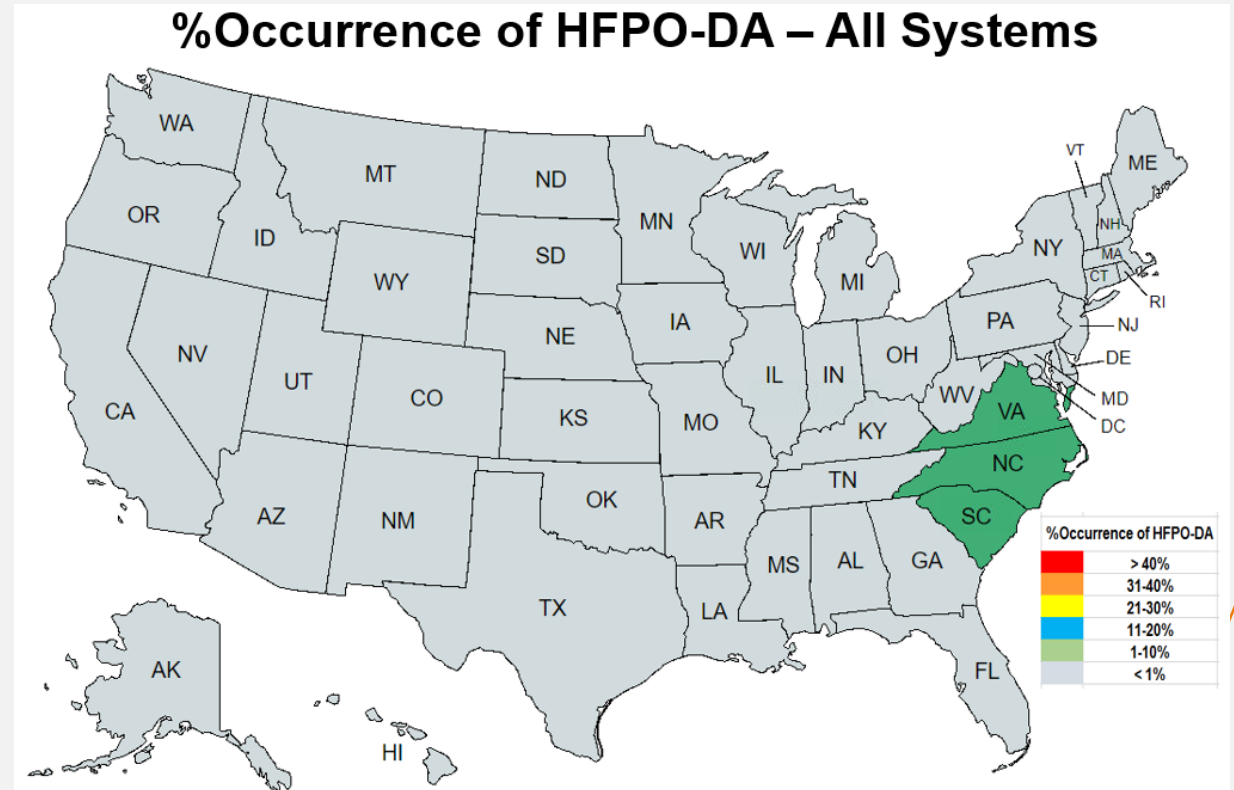 %Occurrence of HFPO-DA – All Systems
WA
MT
ND
MN
VT
ME
OR
ID
SD
WI
NY
NH
MA
CT
RI
WY
MI
IA
PA
NJ
NE
NV
UT
CO
IL
IN
OH
DE
MD
DC
CA
KS
MO
WV
VA
KY
NC
TN
AZ
NM
OK
AR
SC
MS
AL
GA
TX
LA
FL
AK
HI
%Occurrence of HFPO-DA
> 40%
31-40%
21-30%
11-20%
1-10%
< 1%